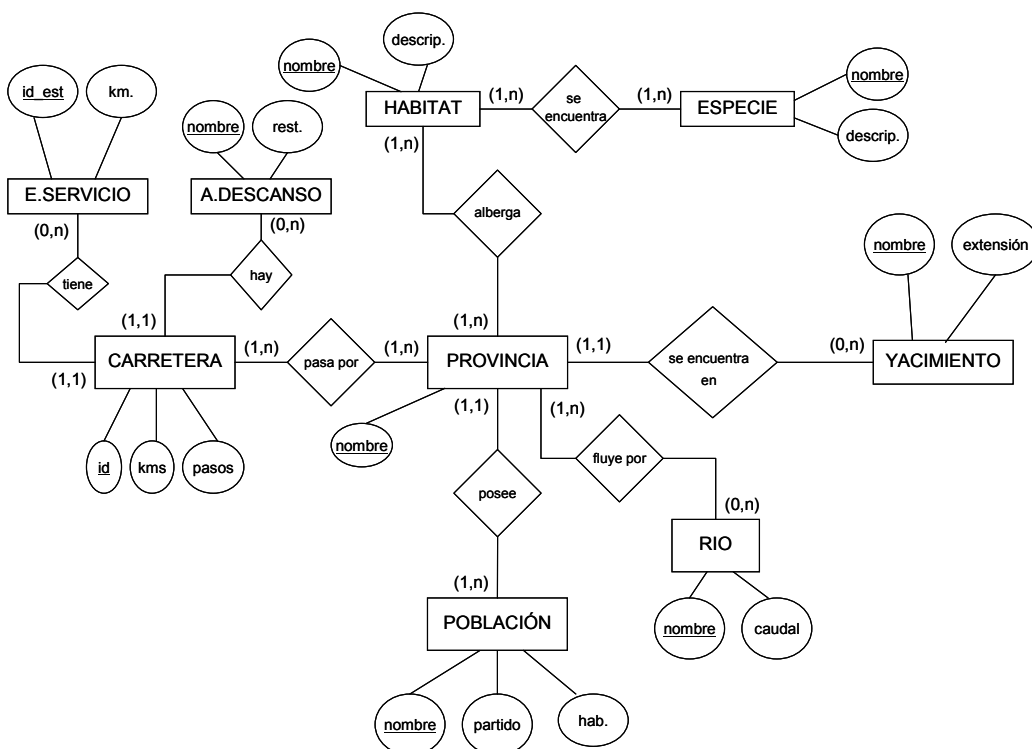 descrip.
nombre
id_est
km.
nombre
rest.
HABITAT
(1,n)
se
encuentra
(1,n)
ESPECIE
nombre
descrip.
(1,n)
E.SERVICIO
A.DESCANSO
(0,n)
(0,n)
alberga
nombre
extensión
tiene
hay
(1,1)
(1,n)
CARRETERA
(1,n)
pasa por
(1,n)
PROVINCIA
(1,1)
se encuentra
en
(0,n)
YACIMIENTO
(1,1)
(1,1)
(1,n)
nombre
id
kms
pasos
fluye por
posee
(0,n)
RIO
(1,n)
POBLACIÓN
nombre
caudal
nombre
partido
hab.